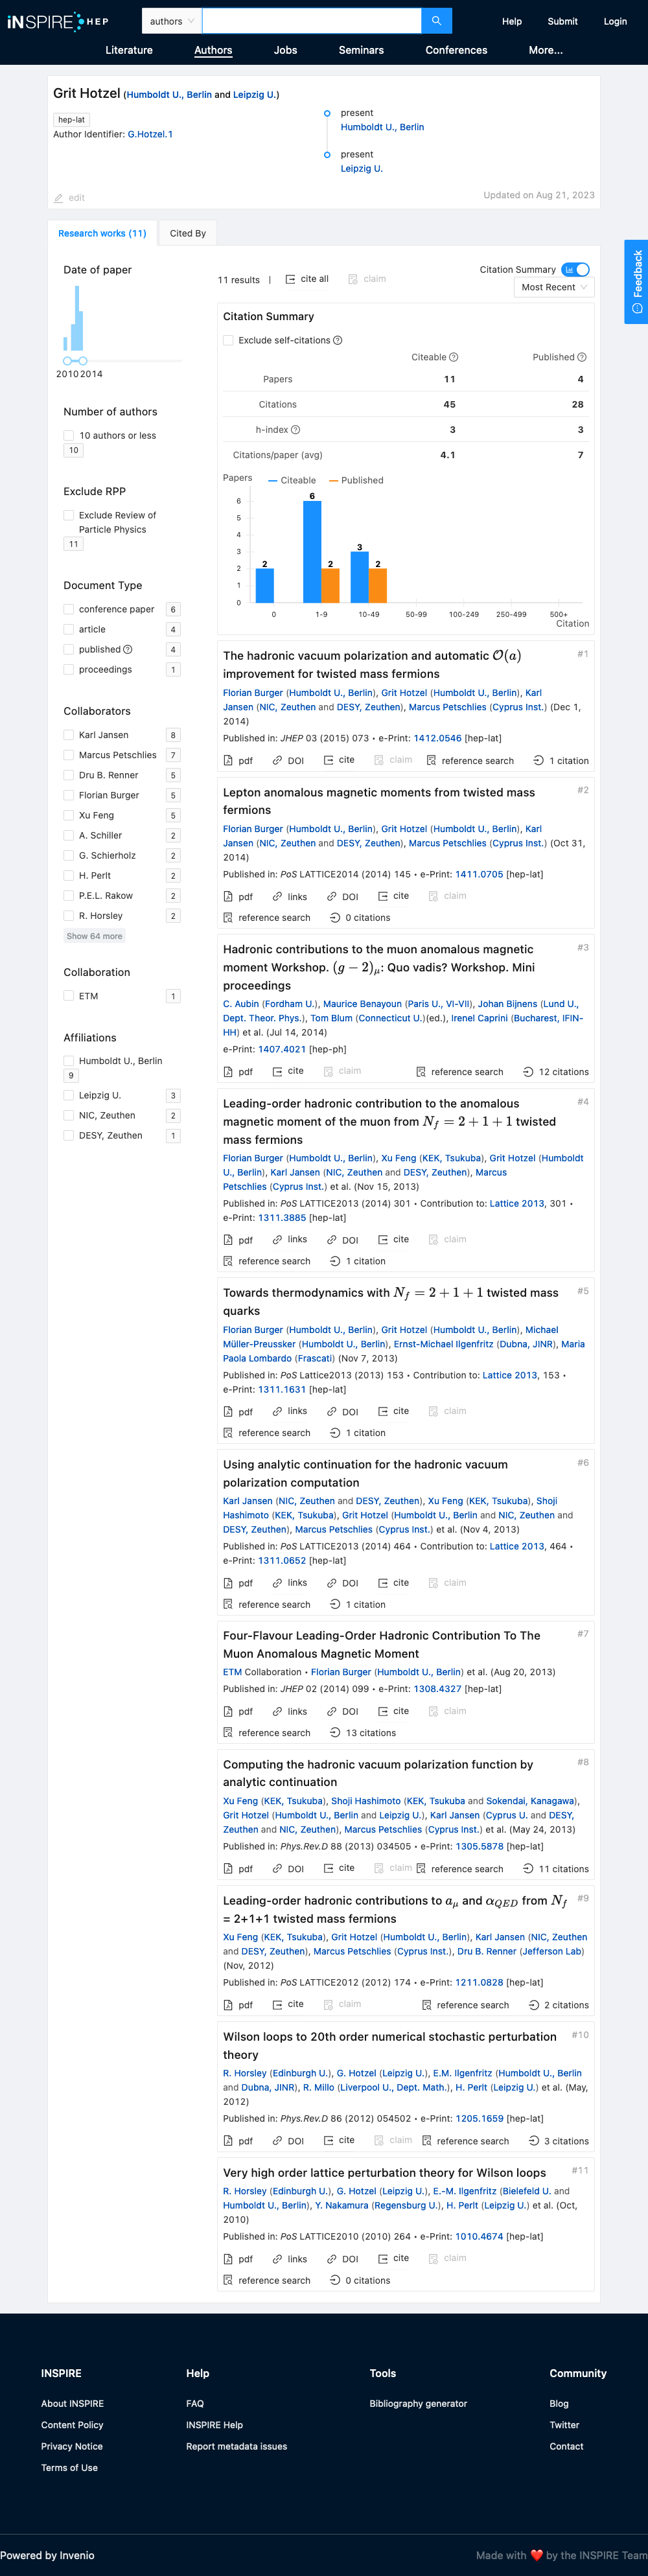 iNSPIRE HEP
authors
Help
Submit
Login
Literature
Authors
Jobs
Seminars
Conferences
More...
Grit Hotzel (Humboldt U., Berlin and Leipzig U.)
hep-lat
Author Identifier: G.Hotzel.1
present
Humboldt U., Berlin
present
Leipzig U.
edit
Updated on Aug 21, 2023
Feedback
Research works (11)
Cited By
Date of paper
2010 2014
Number of authors
10 authors or less
10
Exclude RPP
Exclude Review of
Particle Physics
11
Document Type
conference paper 6
article 4
published 4
proceedings 1
Collaborators
Karl Jansen 8
Marcus Petschlies 7
Dru B. Renner 5
Florian Burger 5
Xu Feng 5
A. Schiller 2
G. Schierholz 2
H. Perlt 2
P.E.L. Rakow 2
R. Horsley 2
Show 64 more
Collaboration
ETM 1
Affiliations
Humboldt U., Berlin
9
Leipzig U. 3
NIC, Zeuthen 2
DESY, Zeuthen 1
11 results | cite all claim
Citation Summary
Most Recent
Citation Summary
Exclude self-citations
Citeable Published
Papers 11 4
Citations 45 28
h-index 3 3
Citations/paper (avg) 4.1 7
Papers
Citeable Published
6
5
4
3
2
1
0
2
6
2
3
2
0 1-9 10-49 50-99 100-249 250-499 500+
Citation
The hadronic vacuum polarization and automatic O(a) #1
improvement for twisted mass fermions
Florian Burger (Humboldt U., Berlin), Grit Hotzel (Humboldt U., Berlin), Karl
Jansen (NIC, Zeuthen and DESY, Zeuthen), Marcus Petschlies (Cyprus Inst.) (Dec 1,
2014)
Published in: JHEP 03 (2015) 073 • e-Print: 1412.0546 [hep-lat]
pdf DOI cite claim reference search 1 citation
Lepton anomalous magnetic moments from twisted mass #2
fermions
Florian Burger (Humboldt U., Berlin), Grit Hotzel (Humboldt U., Berlin), Karl
Jansen (NIC, Zeuthen and DESY, Zeuthen), Marcus Petschlies (Cyprus Inst.) (Oct 31,
2014)
Published in: PoS LATTICE2014 (2014) 145 • e-Print: 1411.0705 [hep-lat]
pdf links DOI cite claim
reference search 0 citations
Hadronic contributions to the muon anomalous magnetic #3
moment Workshop. (g − 2)μ: Quo vadis? Workshop. Mini
proceedings
C. Aubin (Fordham U.), Maurice Benayoun (Paris U., VI-VII), Johan Bijnens (Lund U.,
Dept. Theor. Phys.), Tom Blum (Connecticut U.)(ed.), Irenel Caprini (Bucharest, IFIN-
HH) et al. (Jul 14, 2014)
e-Print: 1407.4021 [hep-ph]
pdf cite claim reference search 12 citations
Leading-order hadronic contribution to the anomalous #4
magnetic moment of the muon from Nf = 2 + 1 + 1 twisted
mass fermions
Florian Burger (Humboldt U., Berlin), Xu Feng (KEK, Tsukuba), Grit Hotzel (Humboldt
U., Berlin), Karl Jansen (NIC, Zeuthen and DESY, Zeuthen), Marcus
Petschlies (Cyprus Inst.) et al. (Nov 15, 2013)
Published in: PoS LATTICE2013 (2014) 301 • Contribution to: Lattice 2013, 301 •
e-Print: 1311.3885 [hep-lat]
pdf links DOI cite claim
reference search 1 citation
Towards thermodynamics with Nf = 2 + 1 + 1 twisted mass #5
quarks
Florian Burger (Humboldt U., Berlin), Grit Hotzel (Humboldt U., Berlin), Michael
Müller-Preussker (Humboldt U., Berlin), Ernst-Michael Ilgenfritz (Dubna, JINR), Maria
Paola Lombardo (Frascati) (Nov 7, 2013)
Published in: PoS Lattice2013 (2013) 153 • Contribution to: Lattice 2013, 153 •
e-Print: 1311.1631 [hep-lat]
pdf links DOI cite claim
reference search 1 citation
Using analytic continuation for the hadronic vacuum #6
polarization computation
Karl Jansen (NIC, Zeuthen and DESY, Zeuthen), Xu Feng (KEK, Tsukuba), Shoji
Hashimoto (KEK, Tsukuba), Grit Hotzel (Humboldt U., Berlin and NIC, Zeuthen and
DESY, Zeuthen), Marcus Petschlies (Cyprus Inst.) et al. (Nov 4, 2013)
Published in: PoS LATTICE2013 (2014) 464 • Contribution to: Lattice 2013, 464 •
e-Print: 1311.0652 [hep-lat]
pdf links DOI cite claim
reference search 1 citation
Four-Flavour Leading-Order Hadronic Contribution To The #7
Muon Anomalous Magnetic Moment
ETM Collaboration • Florian Burger (Humboldt U., Berlin) et al. (Aug 20, 2013)
Published in: JHEP 02 (2014) 099 • e-Print: 1308.4327 [hep-lat]
pdf links DOI cite claim
reference search 13 citations
Computing the hadronic vacuum polarization function by #8
analytic continuation
Xu Feng (KEK, Tsukuba), Shoji Hashimoto (KEK, Tsukuba and Sokendai, Kanagawa),
Grit Hotzel (Humboldt U., Berlin and Leipzig U.), Karl Jansen (Cyprus U. and DESY,
Zeuthen and NIC, Zeuthen), Marcus Petschlies (Cyprus Inst.) et al. (May 24, 2013)
Published in: Phys.Rev.D 88 (2013) 034505 • e-Print: 1305.5878 [hep-lat]
pdf DOI cite claim reference search 11 citations
Leading-order hadronic contributions to aμ and αQED from Nf #9
= 2+1+1 twisted mass fermions
Xu Feng (KEK, Tsukuba), Grit Hotzel (Humboldt U., Berlin), Karl Jansen (NIC, Zeuthen
and DESY, Zeuthen), Marcus Petschlies (Cyprus Inst.), Dru B. Renner (Jefferson Lab)
(Nov, 2012)
Published in: PoS LATTICE2012 (2012) 174 • e-Print: 1211.0828 [hep-lat]
pdf cite claim reference search 2 citations
Wilson loops to 20th order numerical stochastic perturbation #10
theory
R. Horsley (Edinburgh U.), G. Hotzel (Leipzig U.), E.M. Ilgenfritz (Humboldt U., Berlin
and Dubna, JINR), R. Millo (Liverpool U., Dept. Math.), H. Perlt (Leipzig U.) et al. (May,
2012)
Published in: Phys.Rev.D 86 (2012) 054502 • e-Print: 1205.1659 [hep-lat]
pdf DOI cite claim reference search 3 citations
Very high order lattice perturbation theory for Wilson loops #11
R. Horsley (Edinburgh U.), G. Hotzel (Leipzig U.), E.-M. Ilgenfritz (Bielefeld U. and
Humboldt U., Berlin), Y. Nakamura (Regensburg U.), H. Perlt (Leipzig U.) et al. (Oct,
2010)
Published in: PoS LATTICE2010 (2010) 264 • e-Print: 1010.4674 [hep-lat]
pdf links DOI cite claim
reference search 0 citations
INSPIRE
About INSPIRE
Content Policy
Privacy Notice
Terms of Use
Help
FAQ
INSPIRE Help
Report metadata issues
Tools
Bibliography generator
Community
Blog
Twitter
Contact
Powered by Invenio
Made with ❤️ by the INSPIRE Team